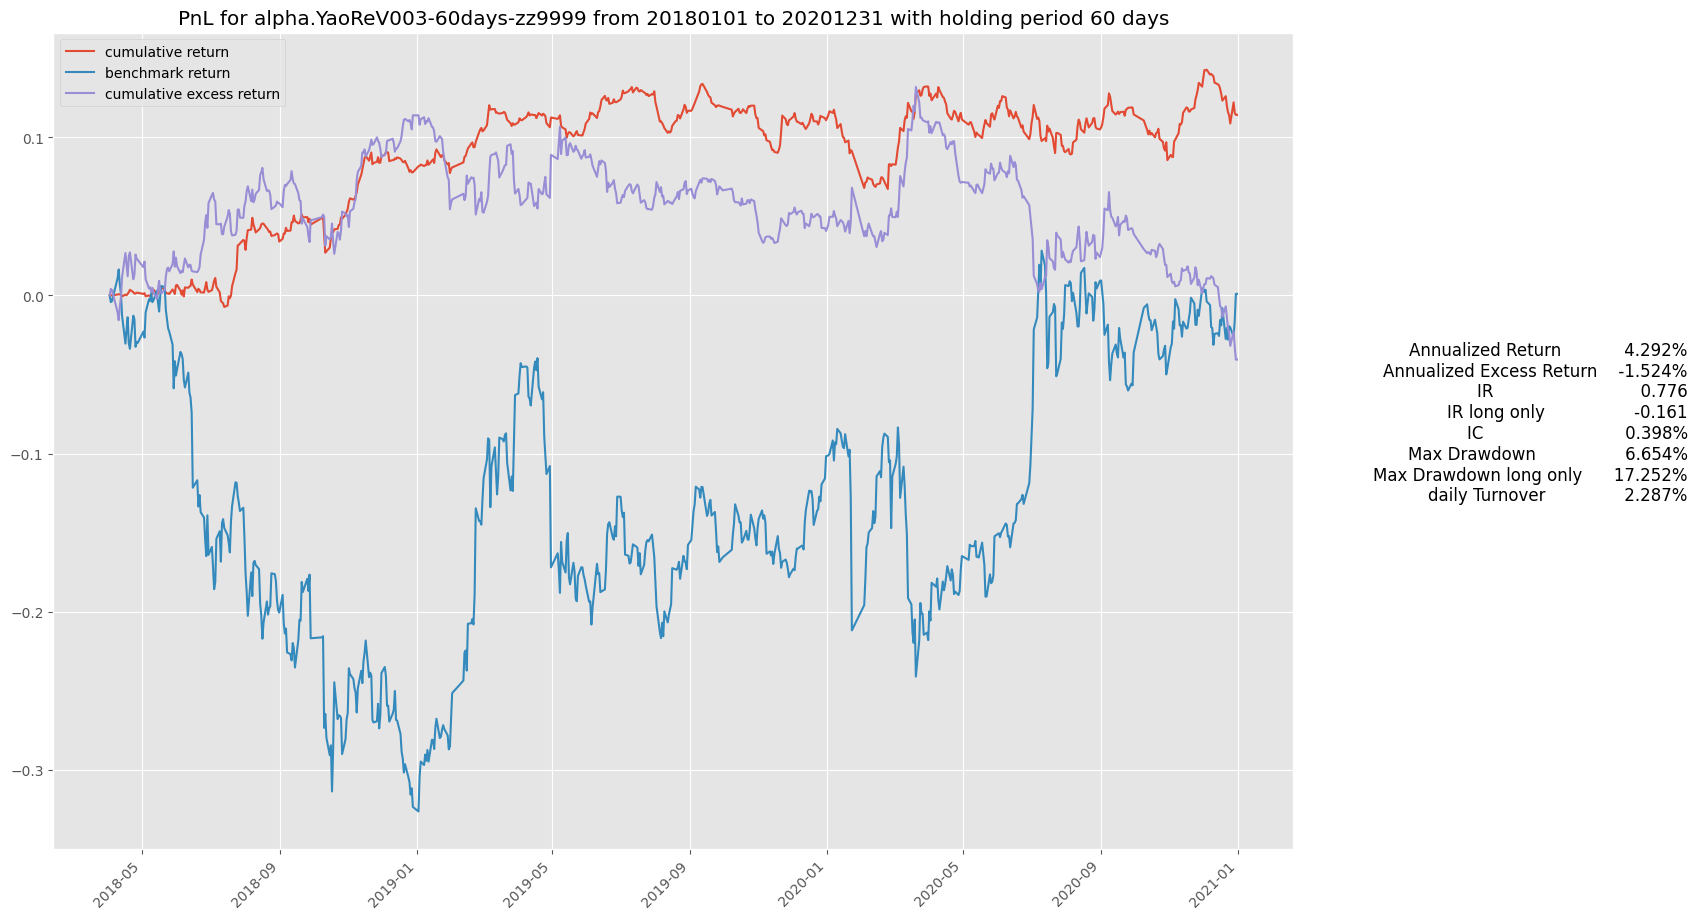 PnL for alpha.YaoReV003-60days-zz9999 from 20180101 to 20201231 with holding period 60 days
cumulative return
benchmark return
cumulative excess return
0.1
0.0
−0.1
−0.2
−0.3
2018-05
2018-09
2019-01
2019-05
2019-09
2020-01
2020-05
2020-09
2021-01
Annualized Return 4.292%
Annualized Excess Return -1.524%
IR 0.776
IR long only -0.161
IC 0.398%
Max Drawdown 6.654%
Max Drawdown long only 17.252%
daily Turnover 2.287%